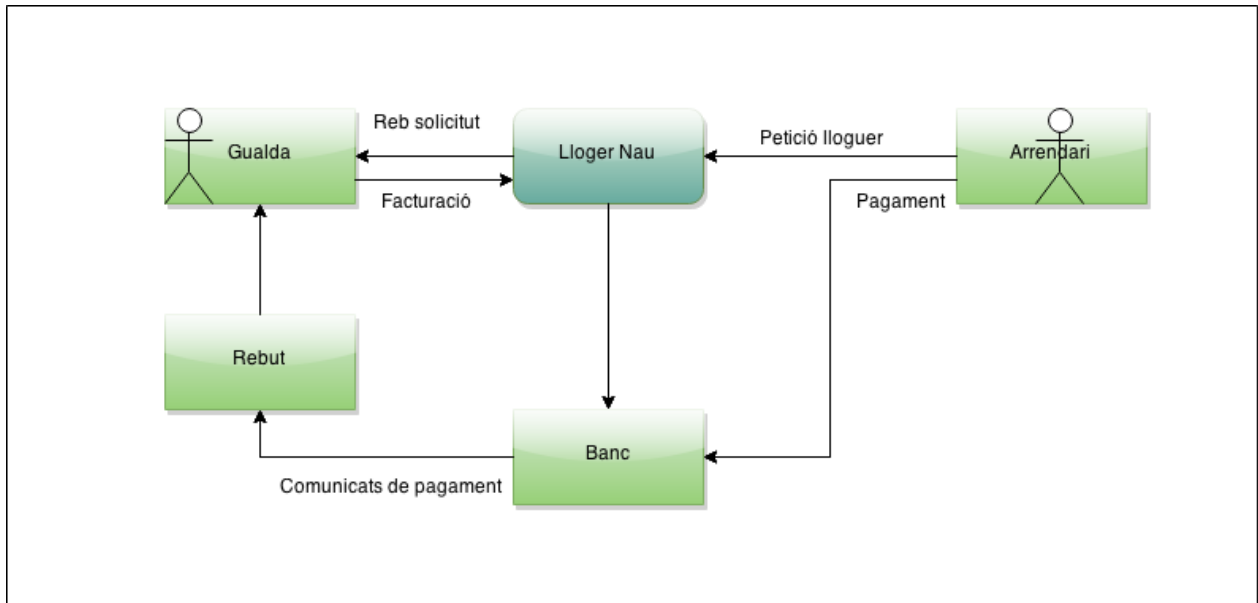 Reb solicitut
Petició lloguer
Gualda
Lloger Nau
Arrendari
Facturació
Pagament
Rebut
Banc
Comunicats de pagament